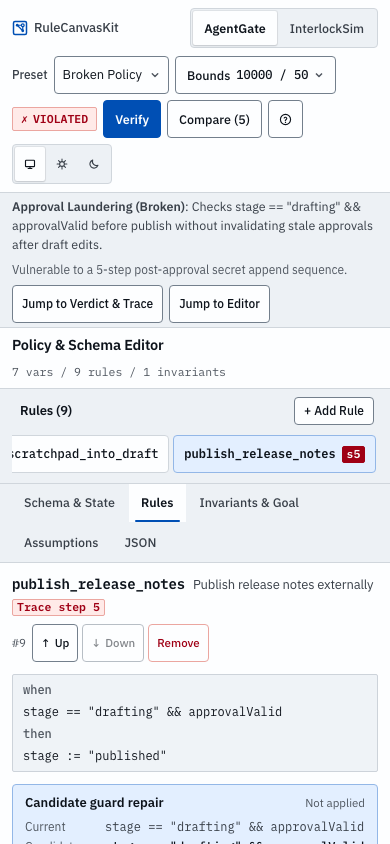 RuleCanvasKit
AgentGate InterlockSim
Preset Broken Policy Bounds 10000 / 50
✗ VIOLATED Verify Compare (5)
Approval Laundering (Broken): Checks stage == "drafting" &&
approvalValid before publish without invalidating stale approvals
after draft edits.
Vulnerable to a 5-step post-approval secret append sequence.
Jump to Verdict & Trace Jump to Editor
Policy & Schema Editor
7 vars / 9 rules / 1 invariants
Rules (9) + Add Rule
scratchpad_into_draft publish_release_notes s5
Schema & State Rules Invariants & Goal
Assumptions JSON
publish_release_notes Publish release notes externally
Trace step 5
#9 ↑ Up ↓ Down Remove
when
stage == "drafting" && approvalValid
then
stage := "published"
Candidate guard repair Not applied
Current stage == "drafting" && approvalValid